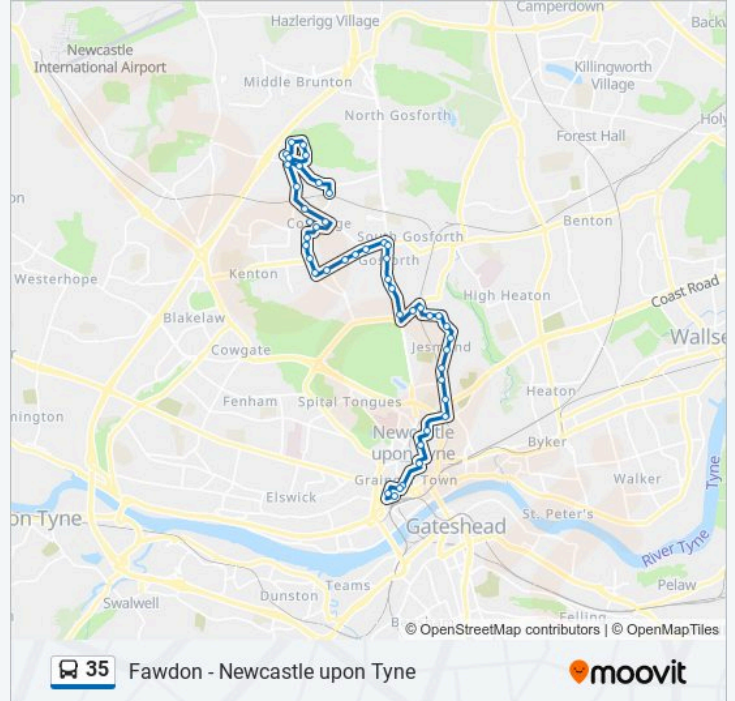 Camperdown
Hazlerigg Village
Newcastle
International Airport
Killingworth
Village
Middle Brunton
North Gosforth
Forest Hall
Benton
South Gosforth
Gosforth
Kenton
Westerhope
High Heaton
Coast Road
Blakelaw
Jesmond
Cowgate
Heaton
Fenham
Spital Tongues
Newcastle
upon Tyne
Byker
Walker
Tyne
Elswick
St. Peter's
on Tyne
Gateshead
River Tyne
Teams
Pelaw
Dunston
Swalwell
Felling
© OpenStreetMap contributors | © OpenMapTiles
35 Fawdon - Newcastle upon Tyne
moovit